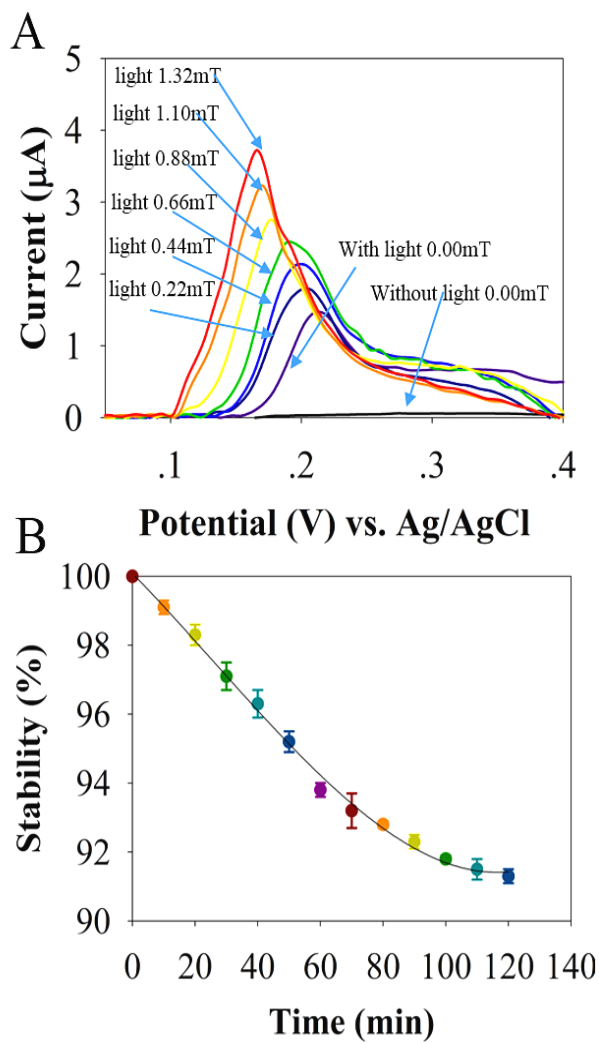 A
5
light 1.32mT
light 1.10mT
4
light 0.88mT
3
light 0.66mT
light 0.44mT
With light 0.00mT
2
light 0.22mT
Without light 0.00mT
1
0
Current (μA)
.1 .2 .3 .4
Potential (V) vs. Ag/AgCl
B
100
98
96
94
92
90
Stability (%)
0 20 40 60 80 100 120 140
Time (min)